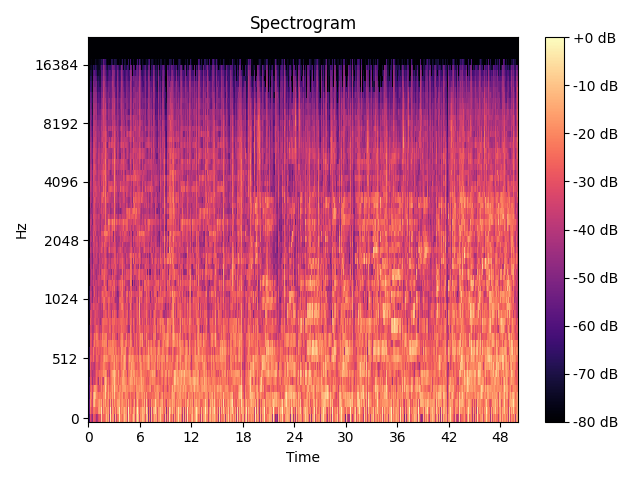 Spectrogram
+0 dB
16384
-10 dB
8192
-20 dB
-30 dB
4096
Hz
-40 dB
2048
-50 dB
1024
-60 dB
512
-70 dB
0
-80 dB
0 6 12 18 24 30 36 42 48
Time